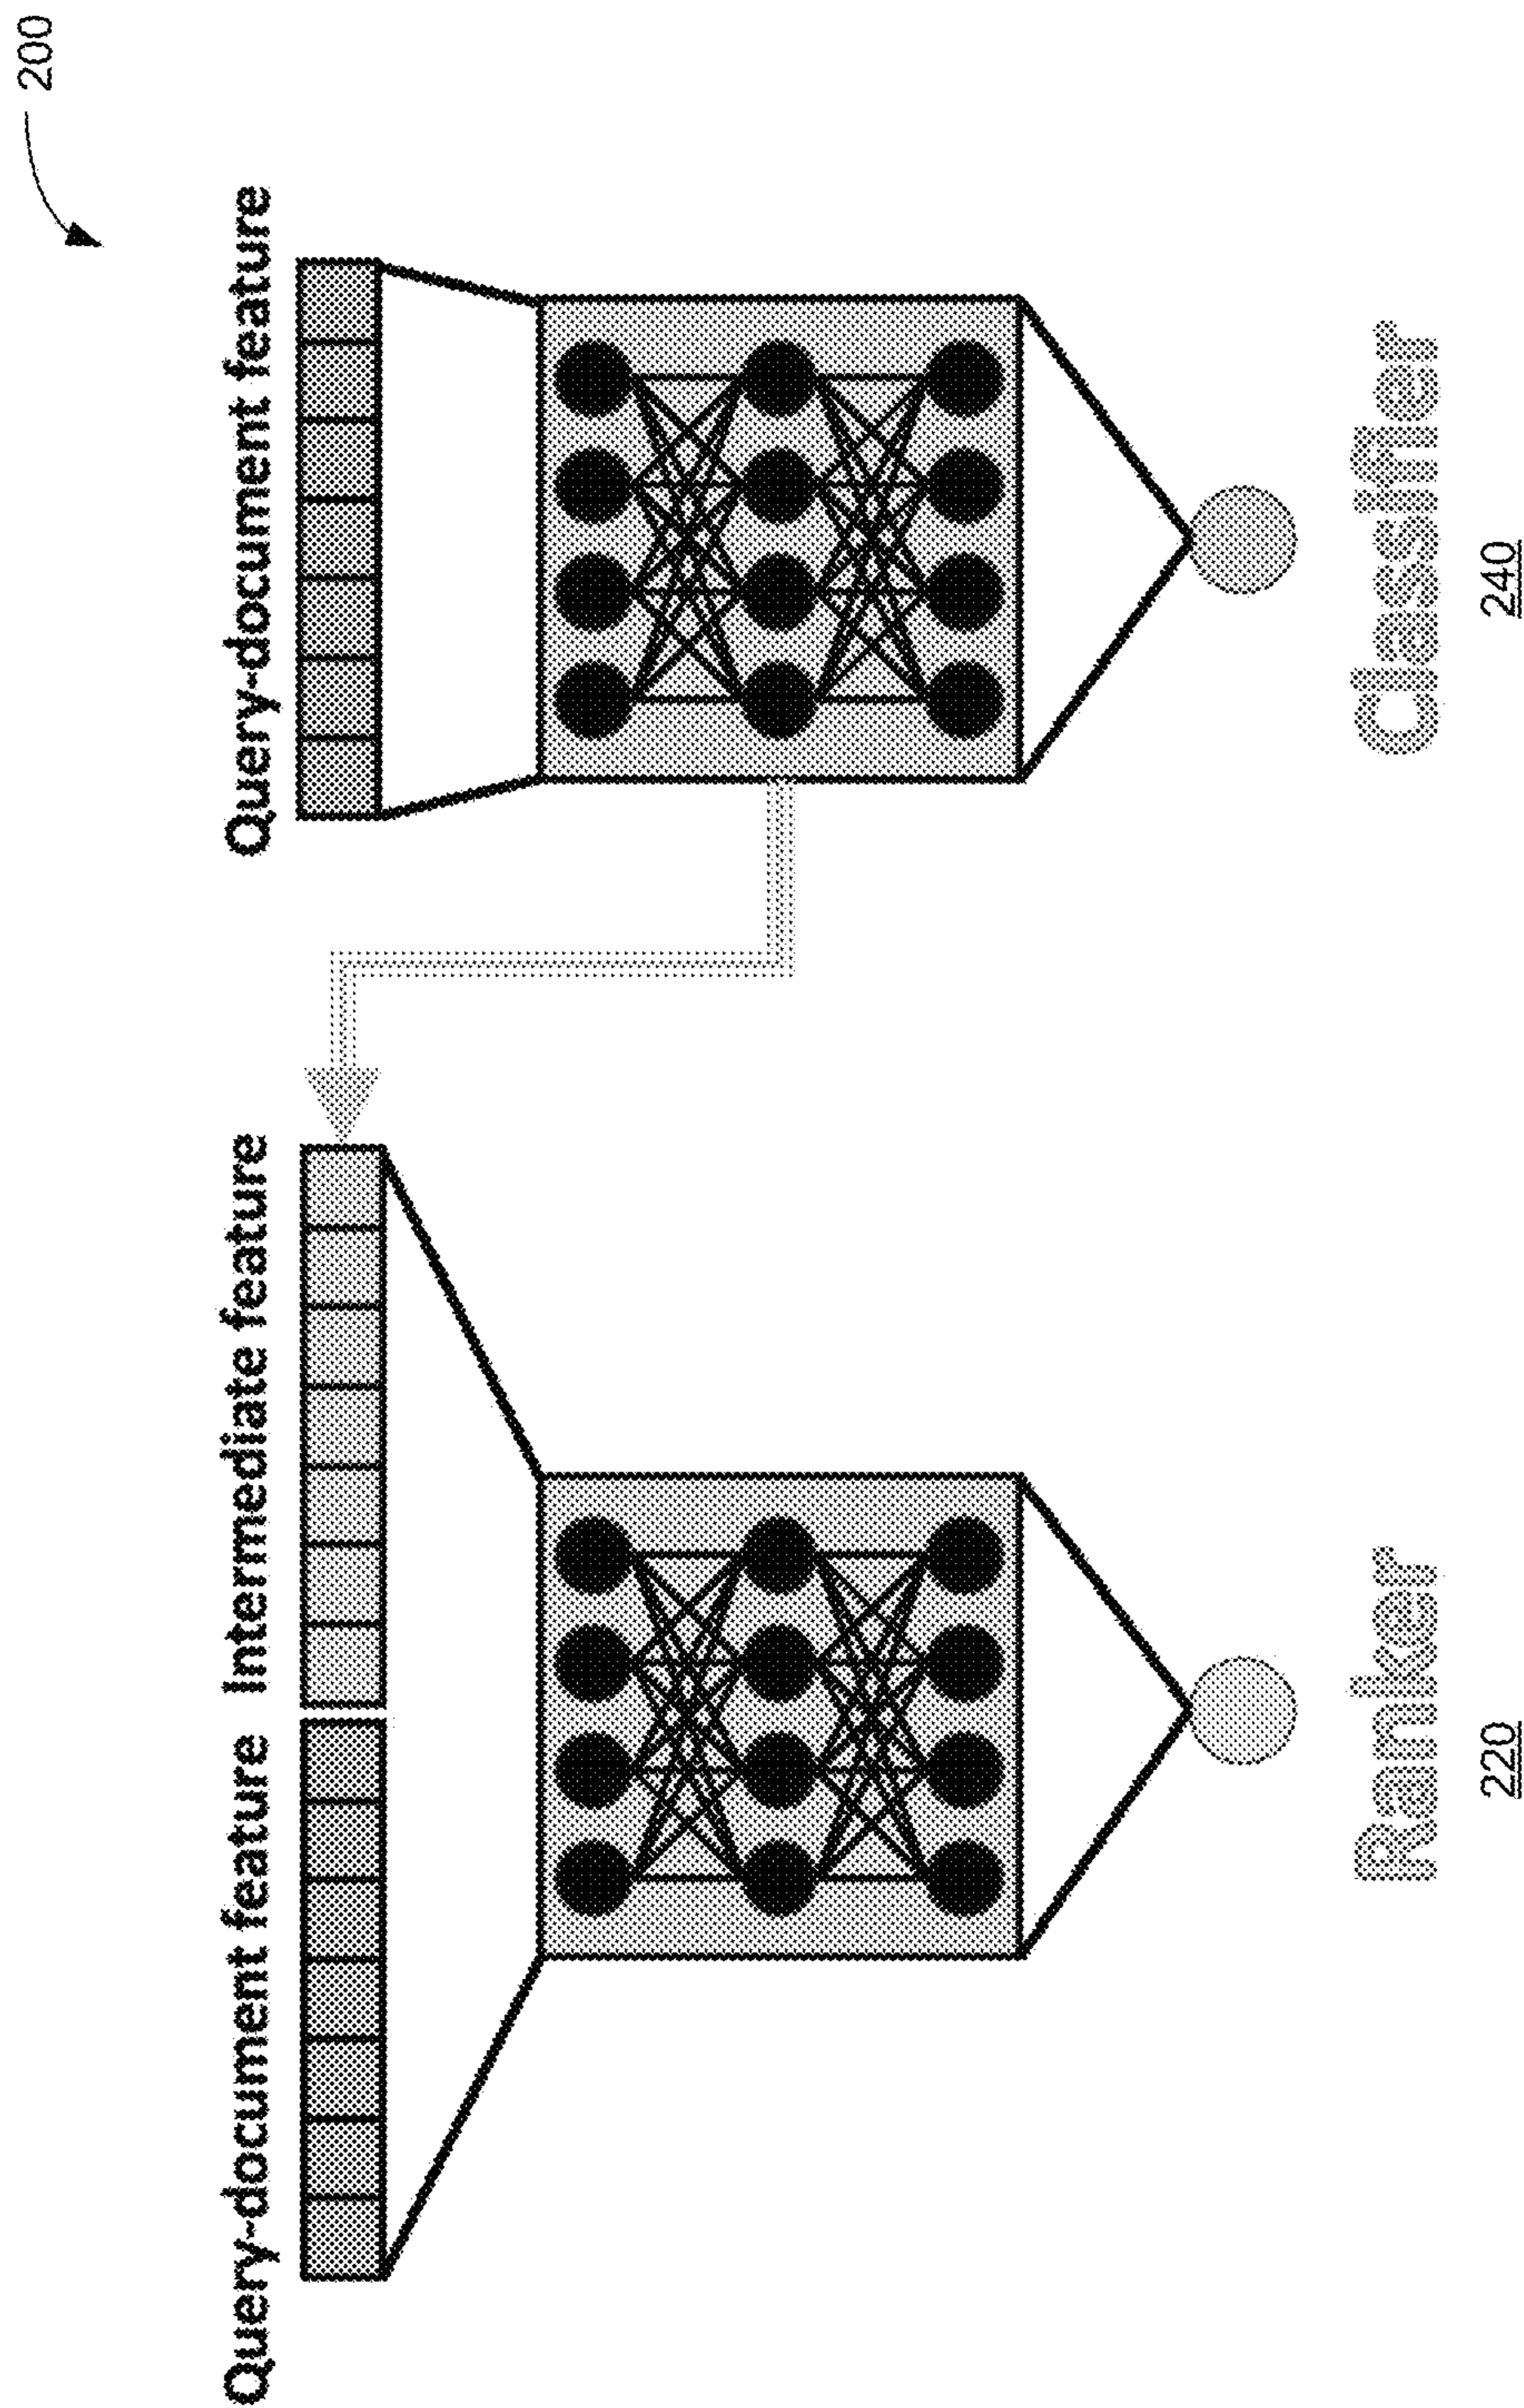 200
Query-document feature Intermediate feature
Query-document feature
Ranker
Classifier
220
240